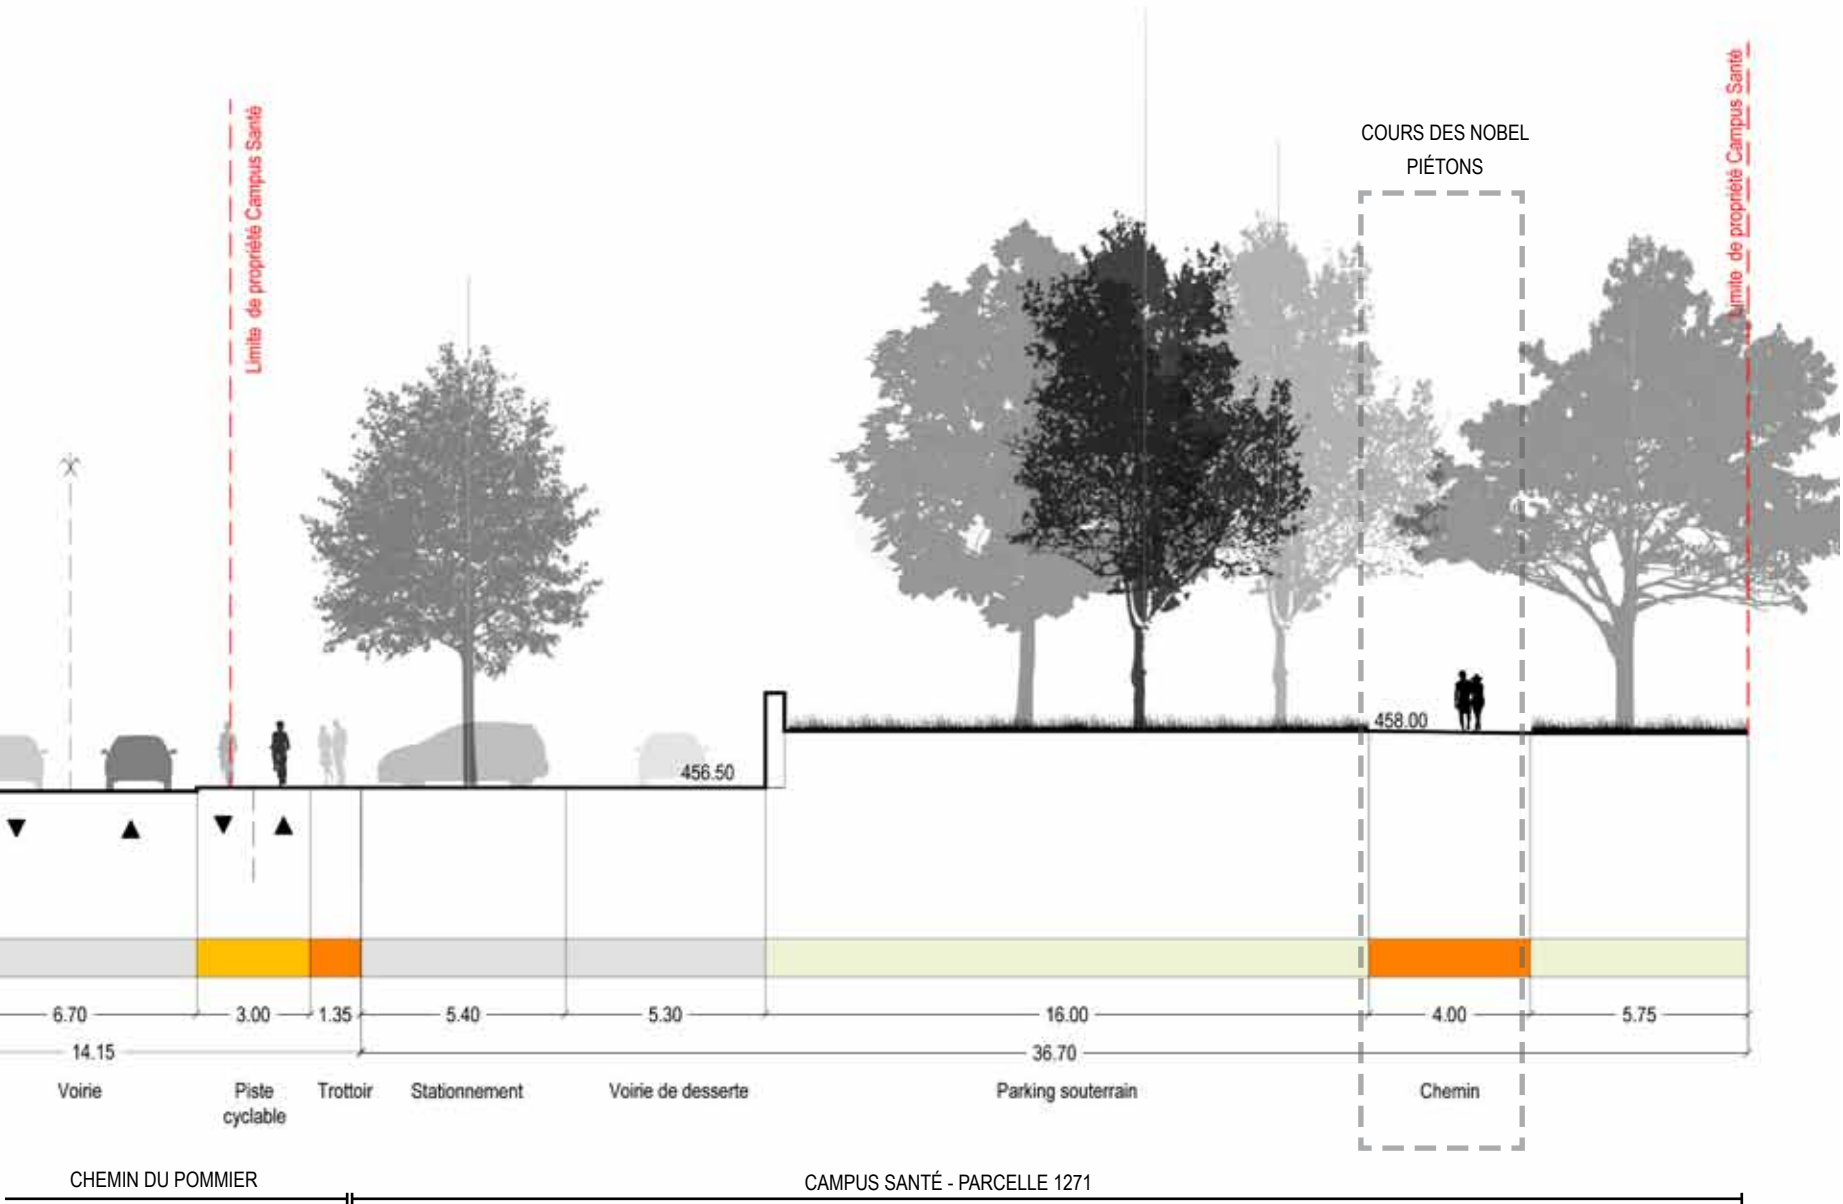 Limite de propriété Campus Santé
Limite de propriété Campus Santé
COURS DES NOBEL
PIÉTONS
458.00
456.50
6.70
3.00
1.35
5.40
5.30
16.00
4.00
5.75
14.15
36.70
Voirie
Piste
cyclable
Trottoir
Stationnement
Voirie de desserte
Parking souterrain
Chemin
CHEMIN DU POMMIER
CAMPUS SANTÉ - PARCELLE 1271